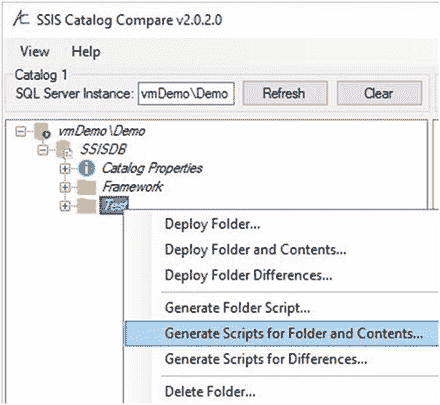 SSIS Catalog Compare v2.0.2.0
View Help
Catalog 1
SQL Server Instance: vmDemo\Demo Refresh Clear
vmDemo\Demo
SSISDB
Catalog Properties
Framework
Test
Deploy Folder...
Deploy Folder and Contents...
Deploy Folder Differences...
Generate Folder Script...
Generate Scripts for Folder and Contents...
Generate Scripts for Differences...
Delete Folder...